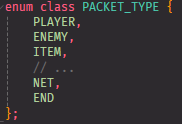 enum class PACKET_TYPE {
PLAYER,
ENEMY,
ITEM,
// ...
NET,
END
};